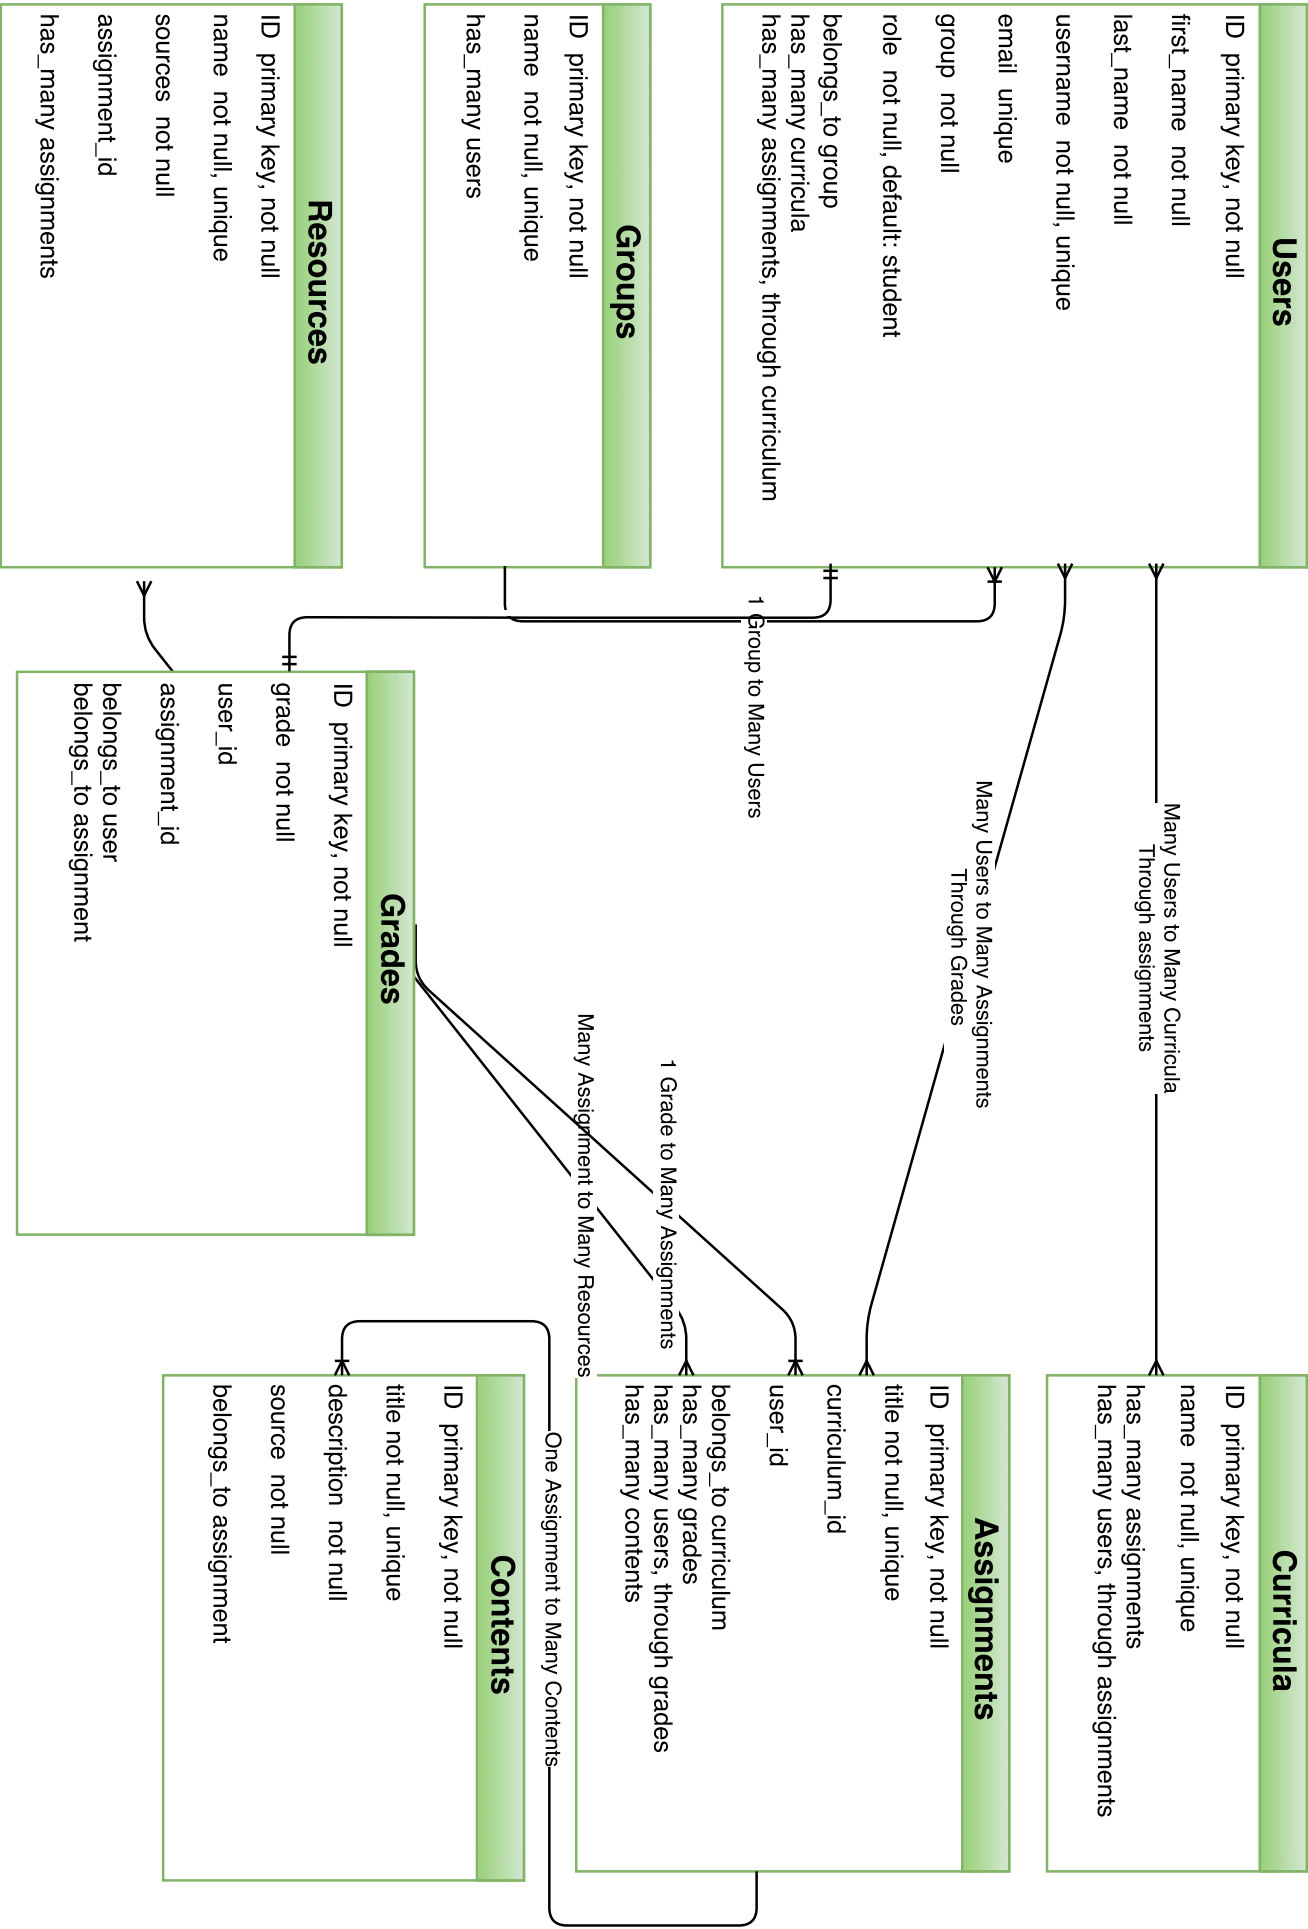 Users
ID  primary key, not null
first_name  not null
last_name  not null
username  not null, unique
email  unique
group  not null
role  not null, default: student
belongs_to group
has_many curricula
has_many assignments, through curriculum
Groups
ID  primary key, not null
name  not null, unique
has_many users
Resources
ID  primary key, not null
name  not null, unique
sources  not null
assignment_id
has_many assignments
Many Users to Many Curricula
Through assignments
Many Users to Many Assignments
Through Grades
1 Group to Many Users
1 Grade to Many Assignments
Many Assignment to Many Resources
Grades
ID  primary key, not null
grade  not null
user_id
assignment_id
belongs_to user
belongs_to assignment
Curricula
ID  primary key, not null
name  not null, unique
has_many assignments
has_many users, through assignments
Assignments
ID  primary key, not null
title not null, unique
curriculum_id
user_id
belongs_to curriculum
has_many grades
has_many users, through grades
has_many contents
One Assignment to Many Contents
Contents
ID  primary key, not null
title not null, unique
description  not null
source  not null
belongs_to assignment